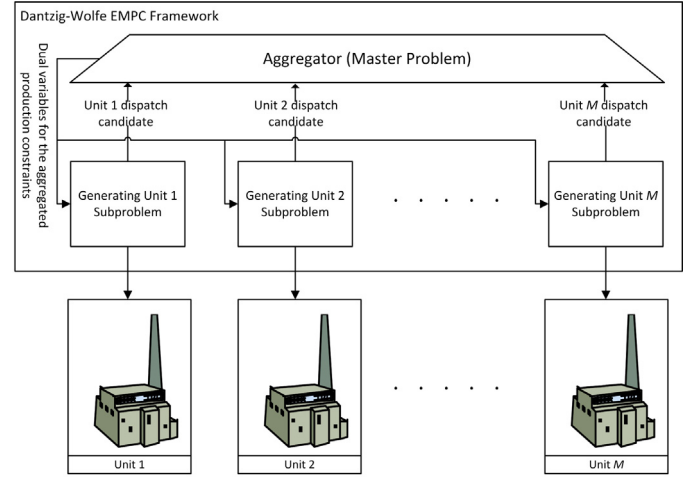 Dantzig-Wolfe EMPC Framework
Aggregator (Master Problem)
Dual variables for the aggregated
production constraints
Unit 1 dispatch
candidate
Unit 2 dispatch
candidate
Unit M dispatch
candidate
Generating Unit 1
Subproblem
Generating Unit 2
Subproblem
. . . . .
Generating Unit M
Subproblem
. . . . .
Unit 1
Unit 2
Unit M